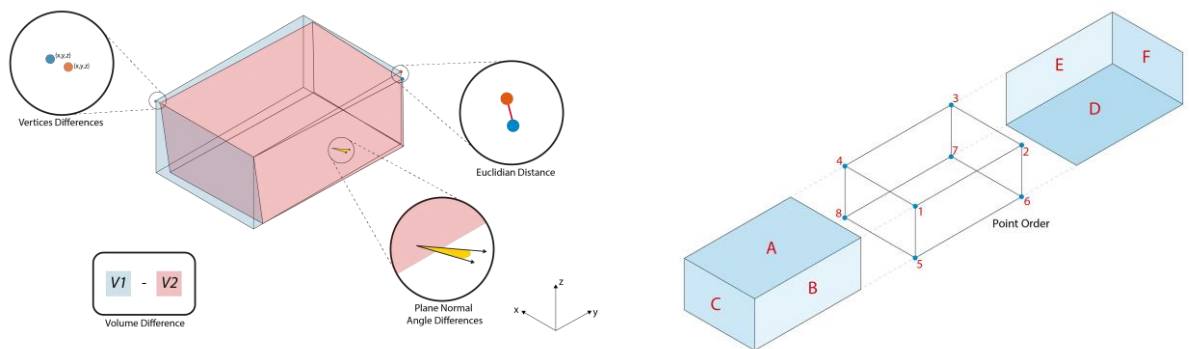 (x,y,z)
(x,y,z)
Vertices Differences
Euclidian Distance
V1 - V2
Volume Difference
Plane Normal
Angle Differences
z
x
y
E
F
D
3
2
4
7
8
1
6
5
Point Order
A
B
C